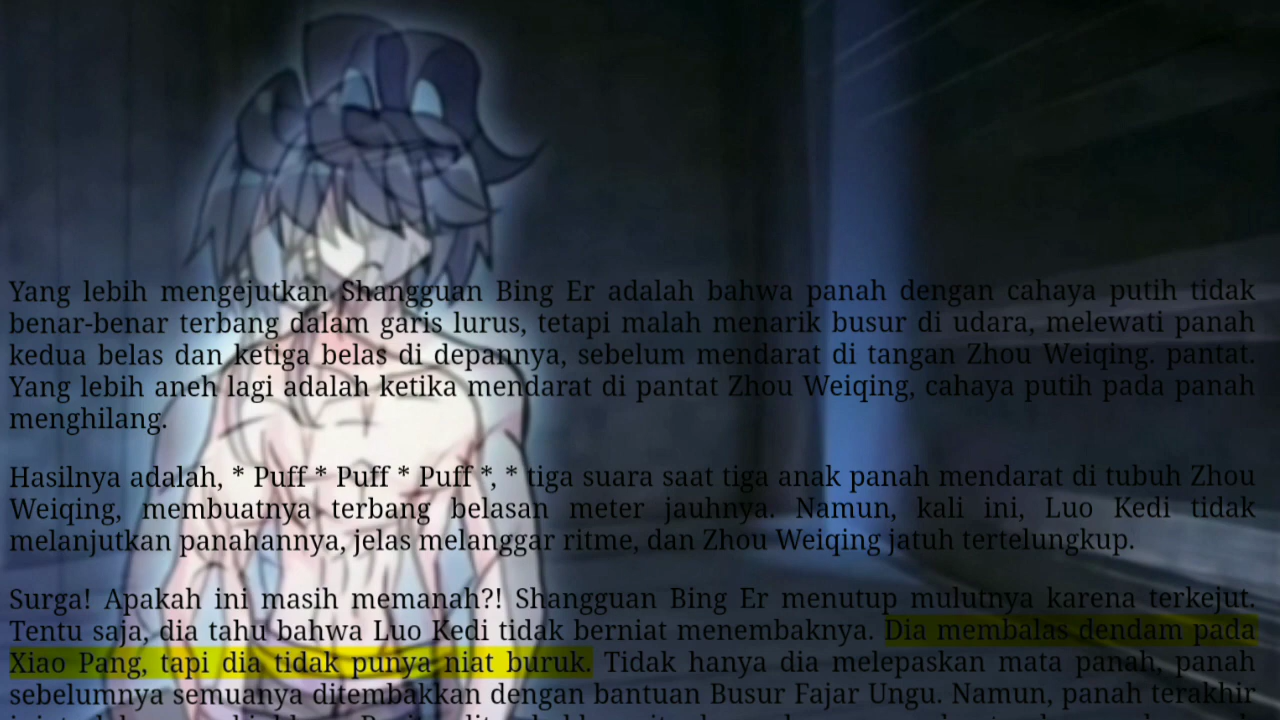 Yang lebih mengejutkan Shangguan Bing Er adalah bahwa panah dengan cahaya putih tidak
benar-benar terbang dalam garis lurus, tetapi malah menarik busur di udara, melewati panah
kedua belas dan ketiga belas di depannya, sebelum mendarat di tangan Zhou Weiqing. pantat.
Yang lebih aneh lagi adalah ketika mendarat di pantat Zhou Weiqing, cahaya putih pada panah
menghilang.
Hasilnya adalah, * Puff * Puff * Puff *, * tiga suara saat tiga anak panah mendarat di tubuh Zhou
Weiqing, membuatnya terbang belasan meter jauhnya. Namun, kali ini, Luo Kedi tidak
melanjutkan panahannya, jelas melanggar ritme, dan Zhou Weiqing jatuh tertelungkup.
Surga! Apakah ini masih memanah?! Shangguan Bing Er menutup mulutnya karena terkejut.
Tentu saja, dia tahu bahwa Luo Kedi tidak berniat menembaknya. Dia membalas dendam pada
Xiao Pang, tapi dia tidak punya niat buruk. Tidak hanya dia melepaskan mata panah, panah
sebelumnya semuanya ditembakkan dengan bantuan Busur Fajar Ungu. Namun, panah terakhir